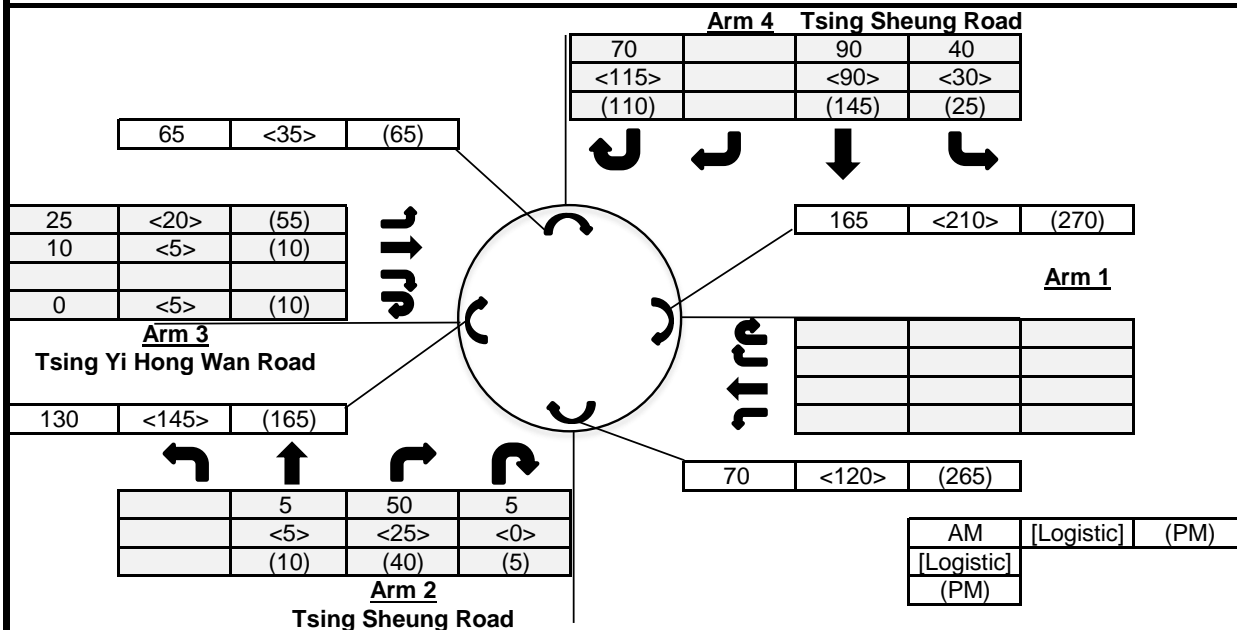 Arm 4 Tsing Sheung Road
70 90 40
<115> <90> <30>
(110) (145) (25)
65 <35> (65)
25 <20> (55)
10 <5> (10)
0 <5> (10)
165 <210> (270)
Arm 1
Arm 3
Tsing Yi Hong Wan Road
130 <145> (165)
70 <120> (265)
5 50 5
<5> <25> <0>
(10) (40) (5)
Arm 2
Tsing Sheung Road
AM [Logistic] (PM)
[Logistic]
(PM)